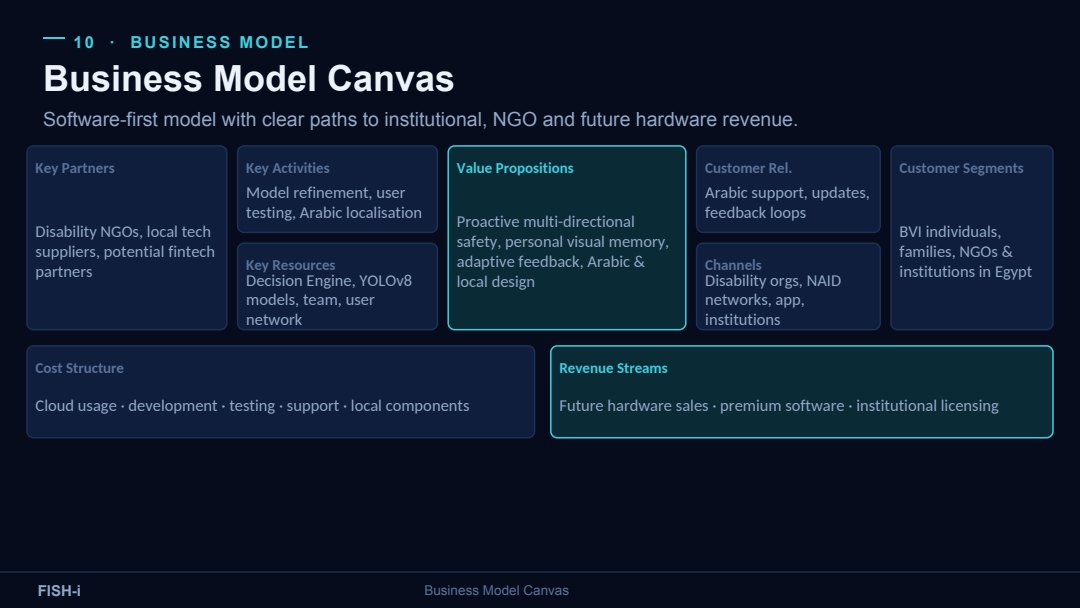 10 · BUSINESS MODEL
Business Model Canvas
Software-first model with clear paths to institutional, NGO and future hardware revenue.
Key Partners
Disability NGOs, local tech
suppliers, potential fintech
partners
Key Activities
Model refinement, user
testing, Arabic localisation
Key Resources
Decision Engine, YOLOv8
models, team, user
network
Value Propositions
Proactive multi-directional
safety, personal visual memory,
adaptive feedback, Arabic &
local design
Customer Rel.
Arabic support, updates,
feedback loops
Channels
Disability orgs, NAID
networks, app,
institutions
Customer Segments
BVI individuals,
families, NGOs &
institutions in Egypt
Cost Structure
Cloud usage · development · testing · support · local components
Revenue Streams
Future hardware sales · premium software · institutional licensing
FISH-i
Business Model Canvas